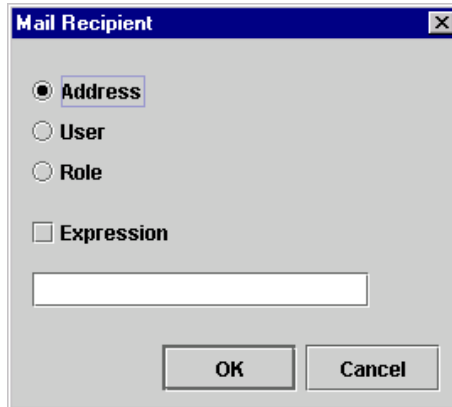 Mail Recipient
Address
User
Role
Expression
OK Cancel